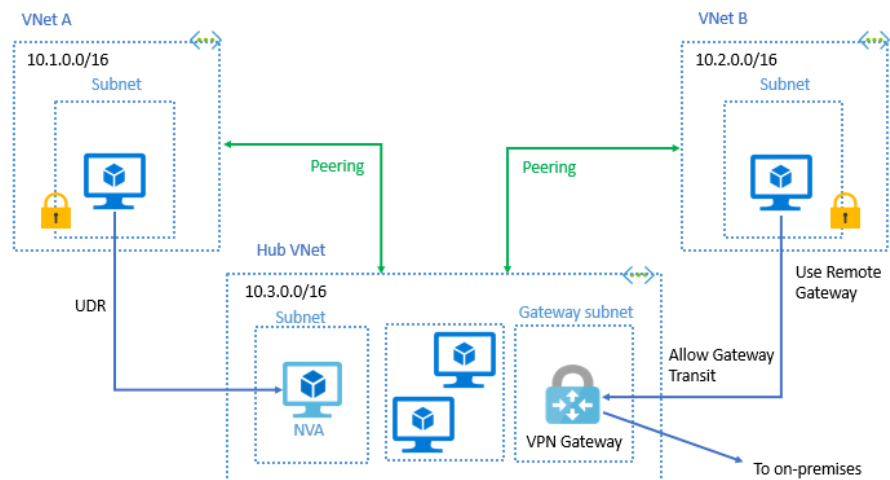 VNet A
VNet B
10.1.0.0/16
10.2.0.0/16
Subnet
Subnet
Peering
Peering
Hub VNet
Use Remote
Gateway
10.3.0.0/16
UDR
Subnet
Gateway subnet
Allow Gateway
Transit
NVA
VPN Gateway
To on-premises